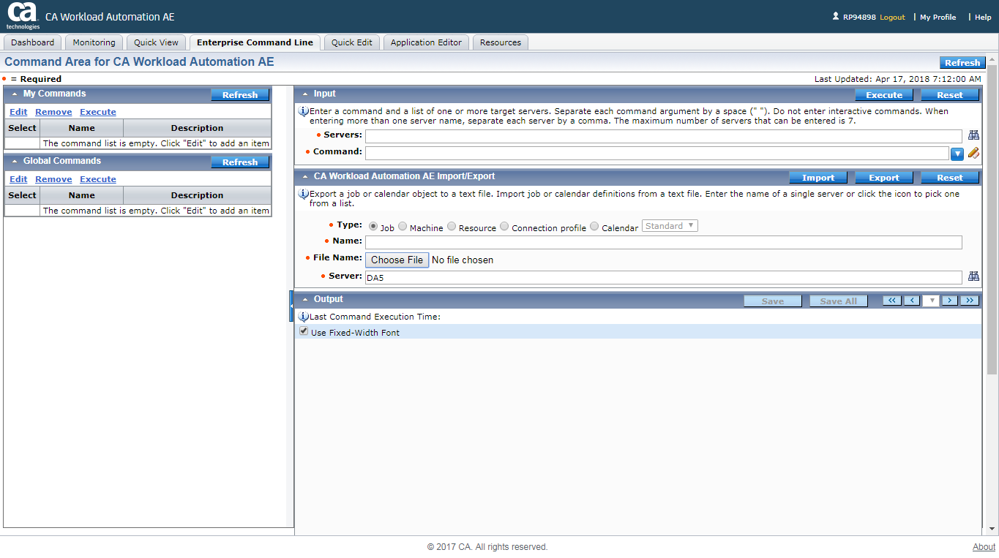 ca
technologies
CA Workload Automation AE
RP94898 Logout | My Profile | Help
Dashboard
Monitoring
Quick View
Enterprise Command Line
Quick Edit
Application Editor
Resources
Command Area for CA Workload Automation AE
Refresh
= Required
Last Updated: Apr 17, 2018 7:12:00 AM
My Commands
Refresh
Edit Remove Execute
Select Name Description
The command list is empty. Click "Edit" to add an item
Global Commands
Refresh
Edit Remove Execute
Select Name Description
The command list is empty. Click "Edit" to add an item
Input
Execute
Reset
Enter a command and a list of one or more target servers. Separate each command argument by a space (" "). Do not enter interactive commands. When
entering more than one server name, separate each server by a comma. The maximum number of servers that can be entered is 7.
Servers:
Command:
CA Workload Automation AE Import/Export
Import
Export
Reset
Export a job or calendar object to a text file. Import job or calendar definitions from a text file. Enter the name of a single server or click the icon to pick one
from a list.
Type: Job Machine Resource Connection profile Calendar Standard
Name:
File Name: Choose File No file chosen
Server: DA5
Output
Save
Save All
<< < > >>
Last Command Execution Time:
Use Fixed-Width Font
© 2017 CA. All rights reserved.
About